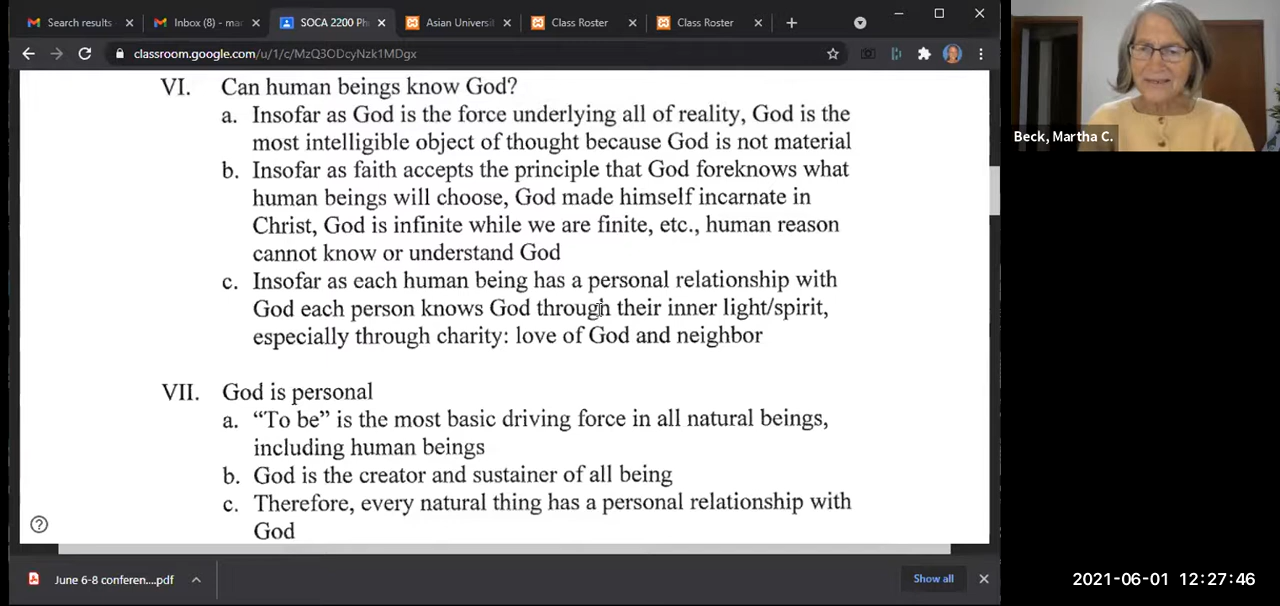 Search results
Inbox (8) - ma
SOCA 2200 Ph
Asian Universi
Class Roster
Class Roster
classroom.google.com/u/1/c/MzQ3ODcyNzk1MDgx
VI. Can human beings know God?
a. Insofar as God is the force underlying all of reality, God is the
most intelligible object of thought because God is not material
b. Insofar as faith accepts the principle that God foreknows what
human beings will choose, God made himself incarnate in
Christ, God is infinite while we are finite, etc., human reason
cannot know or understand God
c. Insofar as each human being has a personal relationship with
God each person knows God through their inner light/spirit,
especially through charity: love of God and neighbor
VII. God is personal
a. “To be” is the most basic driving force in all natural beings,
including human beings
b. God is the creator and sustainer of all being
c. Therefore, every natural thing has a personal relationship with
God
June 6-8 conferen....pdf
Show all
Beck, Martha C.
2021-06-01 12:27:46